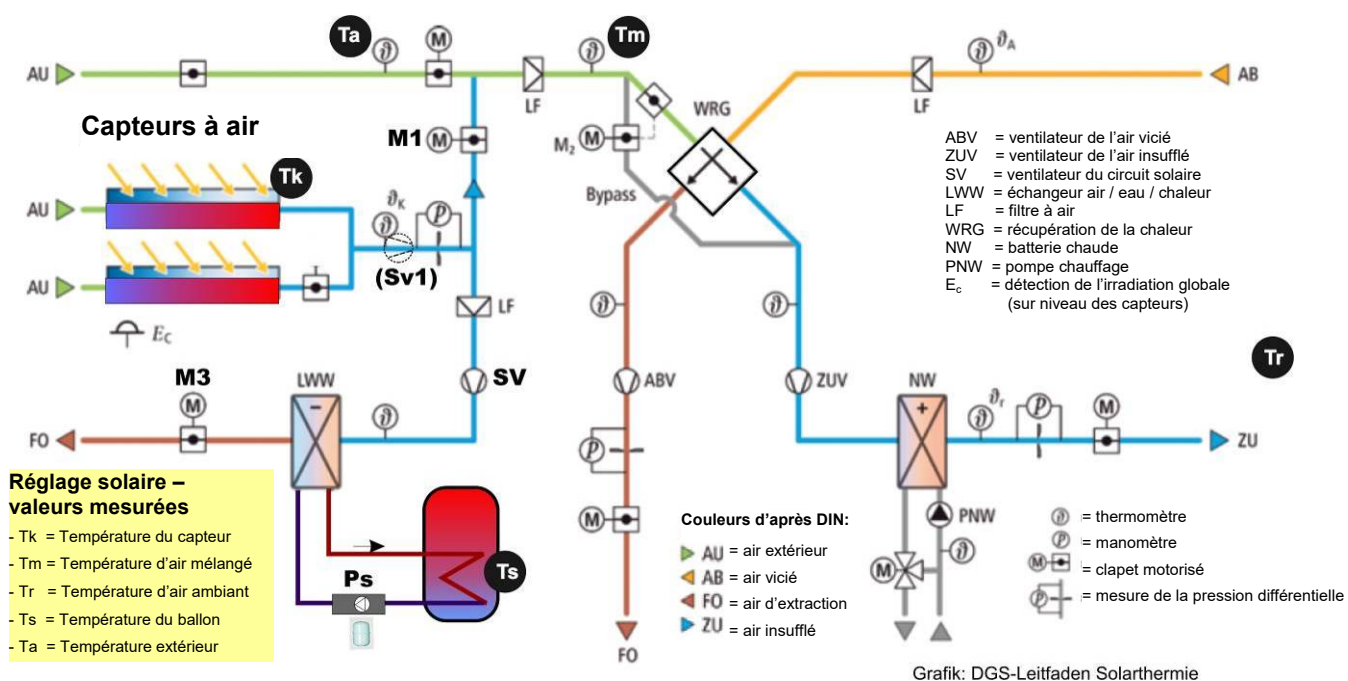 Ta
M
Tm
ϑ
ϑ
ϑ
ϑA
AU
LF
WRG
LF
AB
Capteurs à air
M1 M
M2 M
Tk
AU
Bypass
ϑK
ϑ
P
(Sv1)
AU
LF
EC
ABV = ventilateur de l'air vicié
ZUV = ventilateur de l'air insufflé
SV = ventilateur du circuit solaire
LWW = échangeur air / eau / chaleur
LF = filtre à air
WRG = récupération de la chaleur
NW = batterie chaude
PNW = pompe chauffage
Ec = détection de l'irradiation globale
(sur niveau des capteurs)
ϑ
ϑ
Tr
M3
M
LWW
SV
ABV
ZUV
NW
ϑr
P
M
FO
–
ϑ
+
ϑ
ZU
P
M
Réglage solaire –
valeurs mesurées
- Tk = Température du capteur
- Tm = Température d'air mélangé
- Tr = Température d'air ambiant
- Ts = Température du ballon
- Ta = Température extérieur
Ps
Ts
Couleurs d'après DIN:
AU = air extérieur
AB = air vicié
FO = air d'extraction
ZU = air insufflé
FO
PNW
ϑ
M
ϑ = thermomètre
P = manomètre
M = clapet motorisé
P = mesure de la pression différentielle
Grafik: DGS-Leitfaden Solarthermie